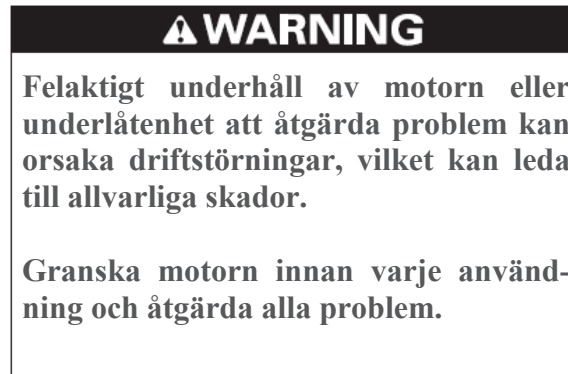 WARNING
Felaktigt underhåll av motorn eller
underlåtenhet att åtgärda problem kan
orsaka driftstörningar, vilket kan leda
till allvarliga skador.
Granska motorn innan varje använd-
ning och åtgärda alla problem.